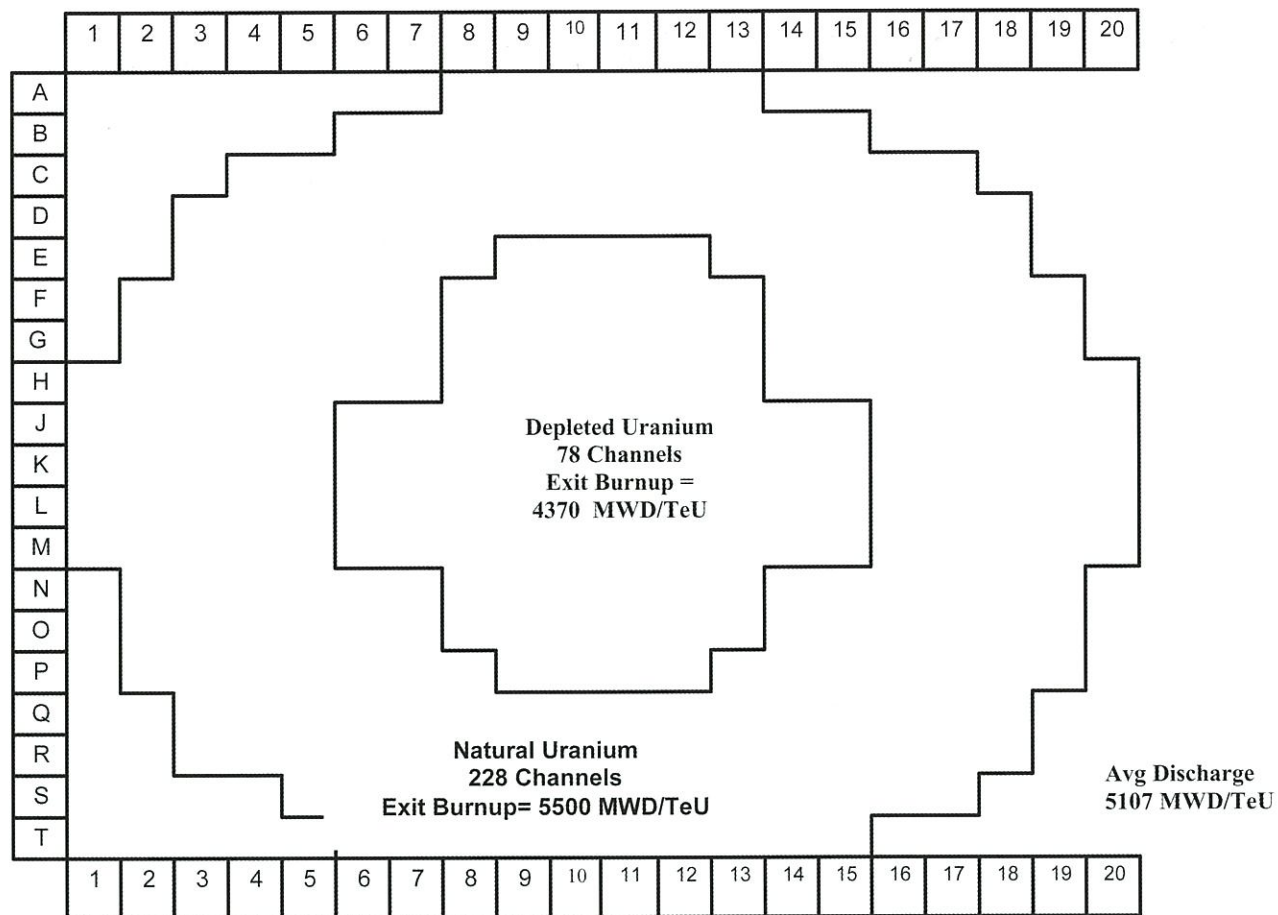 1 2 3 4 5 6 7 8 9 10 11 12 13 14 15 16 17 18 19 20
A
B
C
D
E
F
G
H
J
K
L
M
N
O
P
Q
R
S
T
Depleted Uranium
78 Channels
Exit Burnup =
4370 MWD/TeU
Natural Uranium
228 Channels
Exit Burnup= 5500 MWD/TeU
Avg Discharge
5107 MWD/TeU
1 2 3 4 5 6 7 8 9 10 11 12 13 14 15 16 17 18 19 20